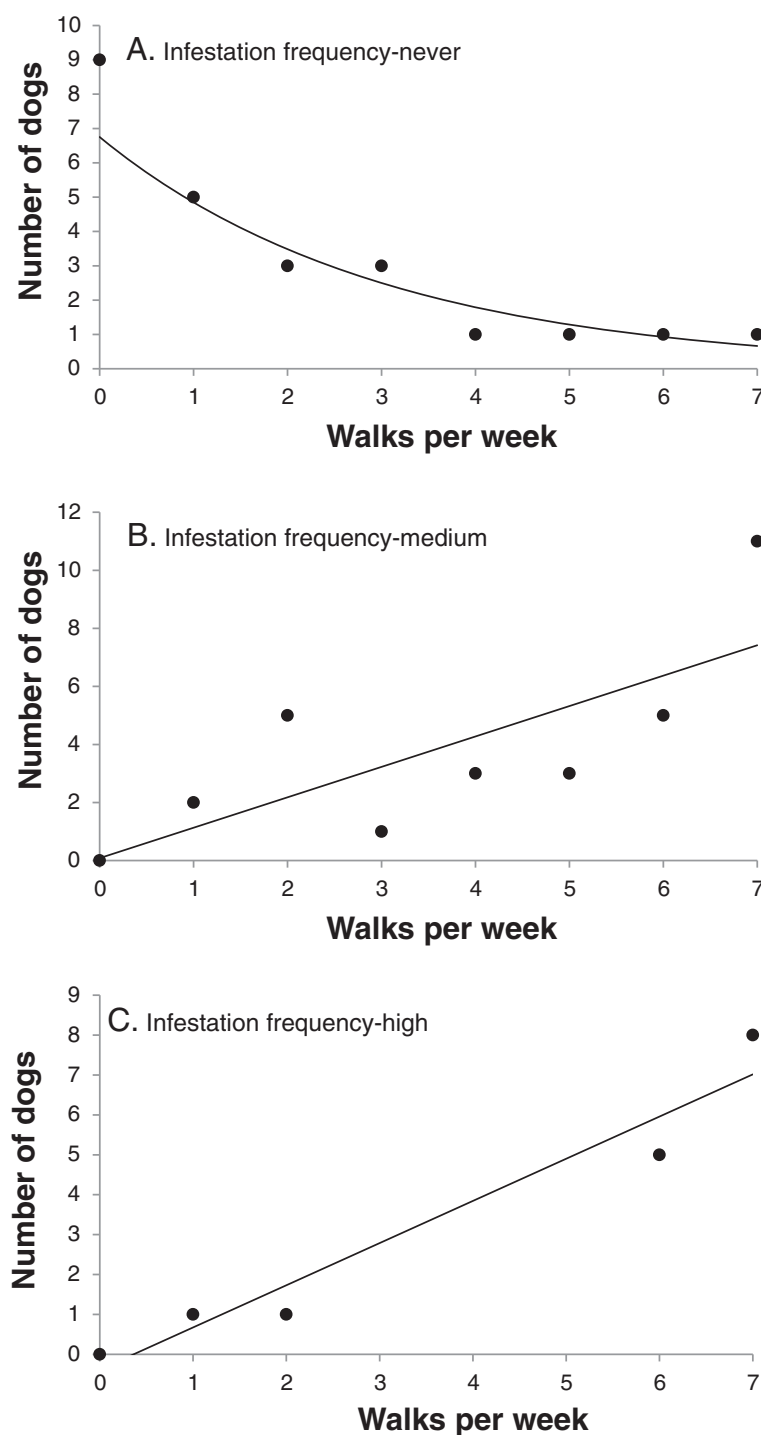 A. Infestation frequency-never
Number of dogs
10
9
8
7
6
5
4
3
2
1
0
0 1 2 3 4 5 6 7
Walks per week
B. Infestation frequency-medium
Number of dogs
12
10
8
6
4
2
0
0 1 2 3 4 5 6 7
Walks per week
C. Infestation frequency-high
Number of dogs
9
8
7
6
5
4
3
2
1
0
0 1 2 3 4 5 6 7
Walks per week